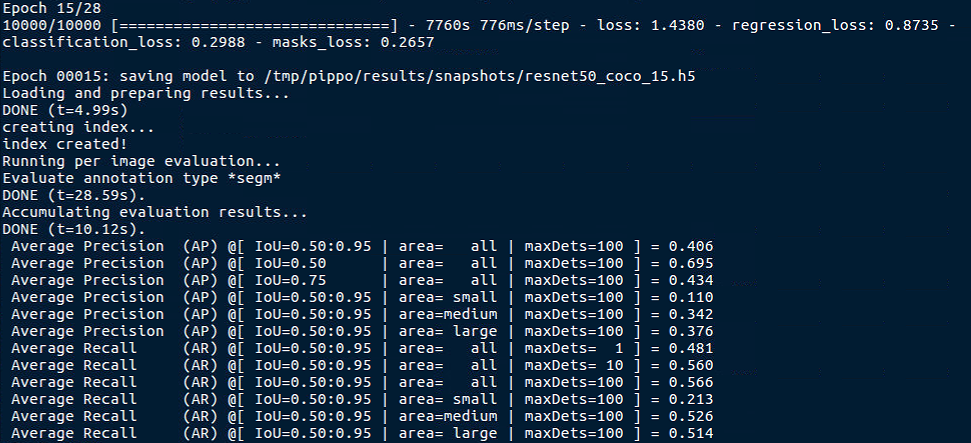 Epoch 15/28
10000/10000 [==============================] - 7760s 776ms/step - loss: 1.4380 - regression_loss: 0.8735 -
classification_loss: 0.2988 - masks_loss: 0.2657
Epoch 00015: saving model to /tmp/pippo/results/snapshots/resnet50_coco_15.h5
Loading and preparing results...
DONE (t=4.99s)
creating index...
index created!
Running per image evaluation...
Evaluate annotation type *segm*
DONE (t=28.59s).
Accumulating evaluation results...
DONE (t=10.12s).
Average Precision  (AP) @[ IoU=0.50:0.95 | area=   all | maxDets=100 ] = 0.406
Average Precision  (AP) @[ IoU=0.50      | area=   all | maxDets=100 ] = 0.695
Average Precision  (AP) @[ IoU=0.75      | area=   all | maxDets=100 ] = 0.434
Average Precision  (AP) @[ IoU=0.50:0.95 | area= small | maxDets=100 ] = 0.110
Average Precision  (AP) @[ IoU=0.50:0.95 | area=medium | maxDets=100 ] = 0.342
Average Precision  (AP) @[ IoU=0.50:0.95 | area= large | maxDets=100 ] = 0.376
Average Recall     (AR) @[ IoU=0.50:0.95 | area=   all | maxDets=  1 ] = 0.481
Average Recall     (AR) @[ IoU=0.50:0.95 | area=   all | maxDets= 10 ] = 0.560
Average Recall     (AR) @[ IoU=0.50:0.95 | area=   all | maxDets=100 ] = 0.566
Average Recall     (AR) @[ IoU=0.50:0.95 | area= small | maxDets=100 ] = 0.213
Average Recall     (AR) @[ IoU=0.50:0.95 | area=medium | maxDets=100 ] = 0.526
Average Recall     (AR) @[ IoU=0.50:0.95 | area= large | maxDets=100 ] = 0.514